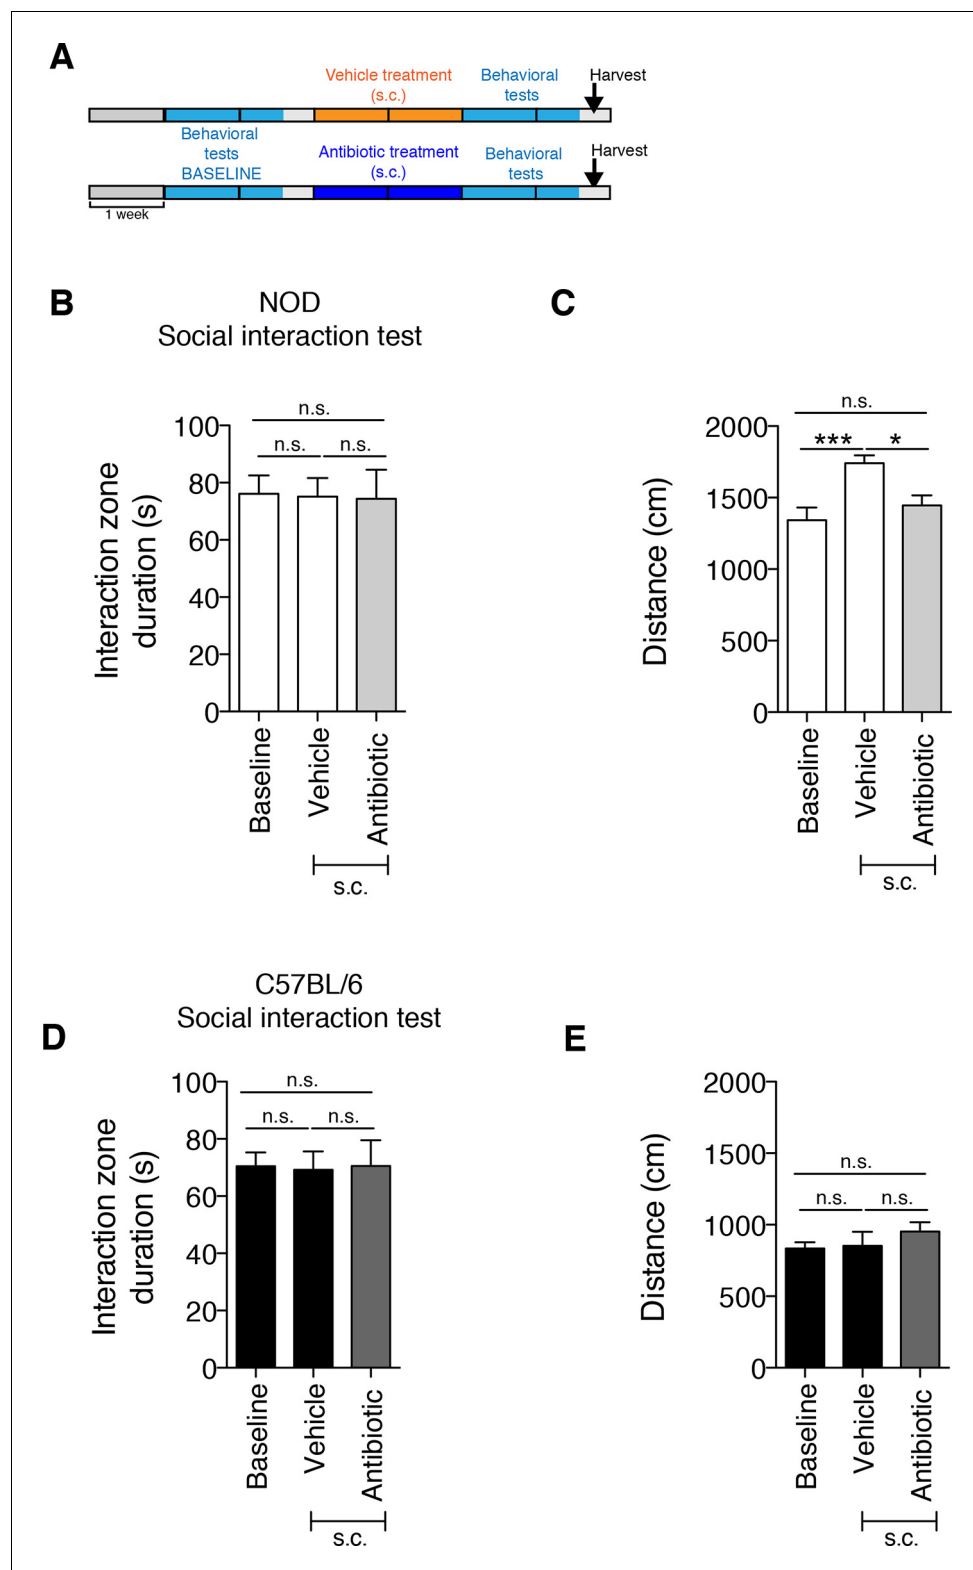 A
Vehicle treatment
(s.c.)
Behavioral
tests
Harvest
Behavioral
tests
BASELINE
Antibiotic treatment
(s.c.)
Behavioral
tests
Harvest
1 week
B
NOD
Social interaction test
n.s.
n.s.
n.s.
100
80
60
40
20
0
Interaction zone
duration (s)
Baseline
Vehicle
Antibiotic
s.c.
C
n.s.
***
*
2000
1500
1000
500
0
Distance (cm)
Baseline
Vehicle
Antibiotic
s.c.
C57BL/6
Social interaction test
D
n.s.
n.s.
n.s.
100
80
60
40
20
0
Interaction zone
duration (s)
Baseline
Vehicle
Antibiotic
s.c.
E
2000
1500
1000
500
0
n.s.
n.s.
n.s.
Distance (cm)
Baseline
Vehicle
Antibiotic
s.c.